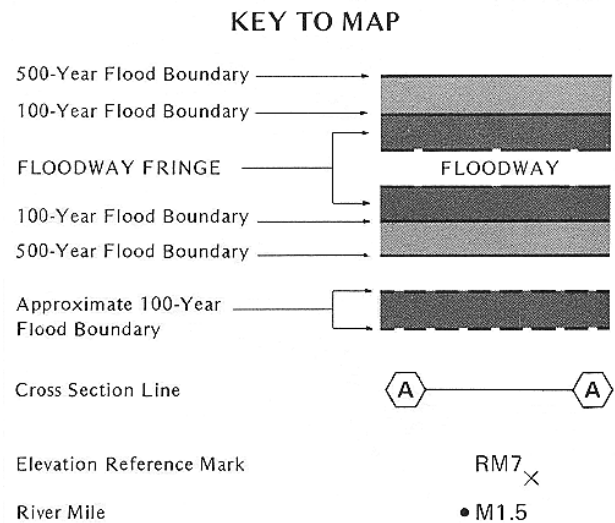 KEY TO MAP
500-Year Flood Boundary
100-Year Flood Boundary
FLOODWAY FRINGE
FLOODWAY
100-Year Flood Boundary
500-Year Flood Boundary
Approximate 100-Year
Flood Boundary
Cross Section Line
A A
Elevation Reference Mark
RM7
River Mile
M1.5